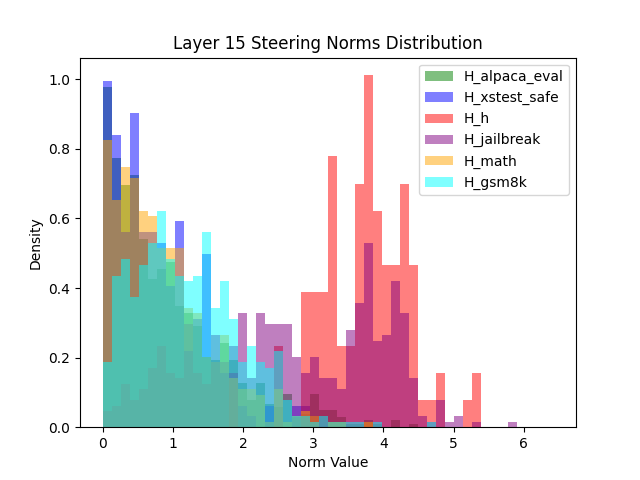 Layer 15 Steering Norms Distribution
1.0
0.8
0.6
0.4
0.2
0.0
Density
0 1 2 3 4 5 6
Norm Value
H_alpaca_eval
H_xstest_safe
H_h
H_jailbreak
H_math
H_gsm8k